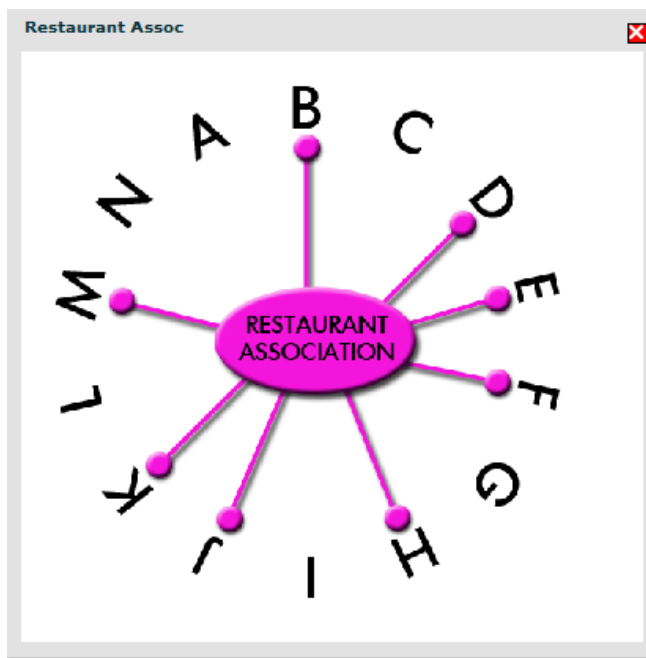 Restaurant Assoc
A
B
C
D
E
F
G
H
I
J
K
L
M
N
RESTAURANT
ASSOCIATION